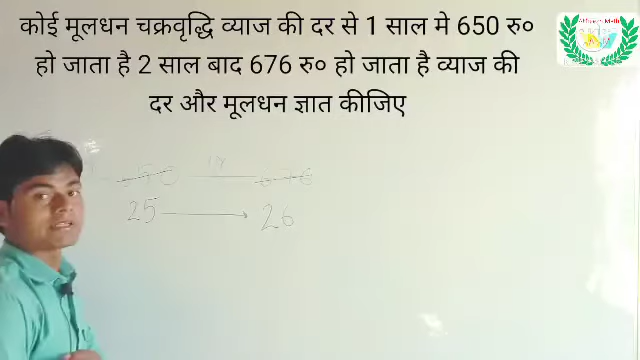 कोई मूलधन चक्रवृद्धि व्याज की दर से 1 साल मे 650 रु०
हो जाता है 2 साल बाद 676 रु० हो जाता है व्याज की
दर और मूलधन ज्ञात कीजिए
25 26